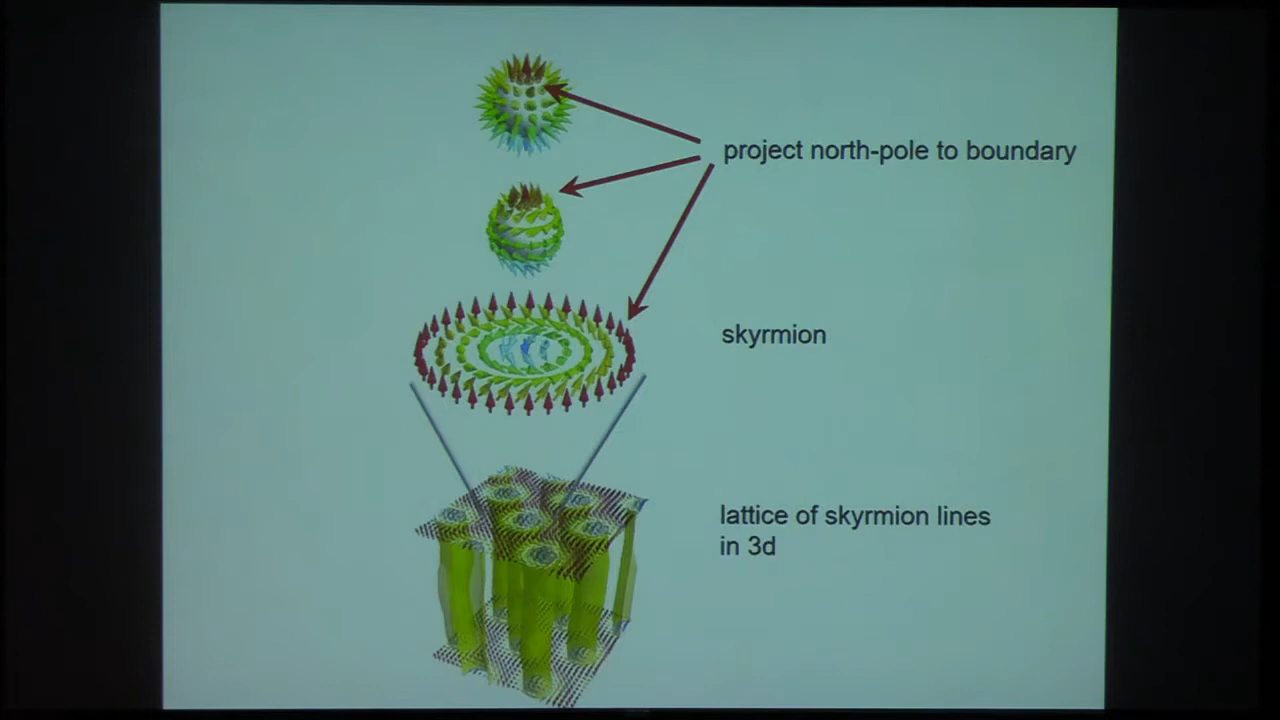 project north-pole to boundary
skyrmion
lattice of skyrmion lines
in 3d